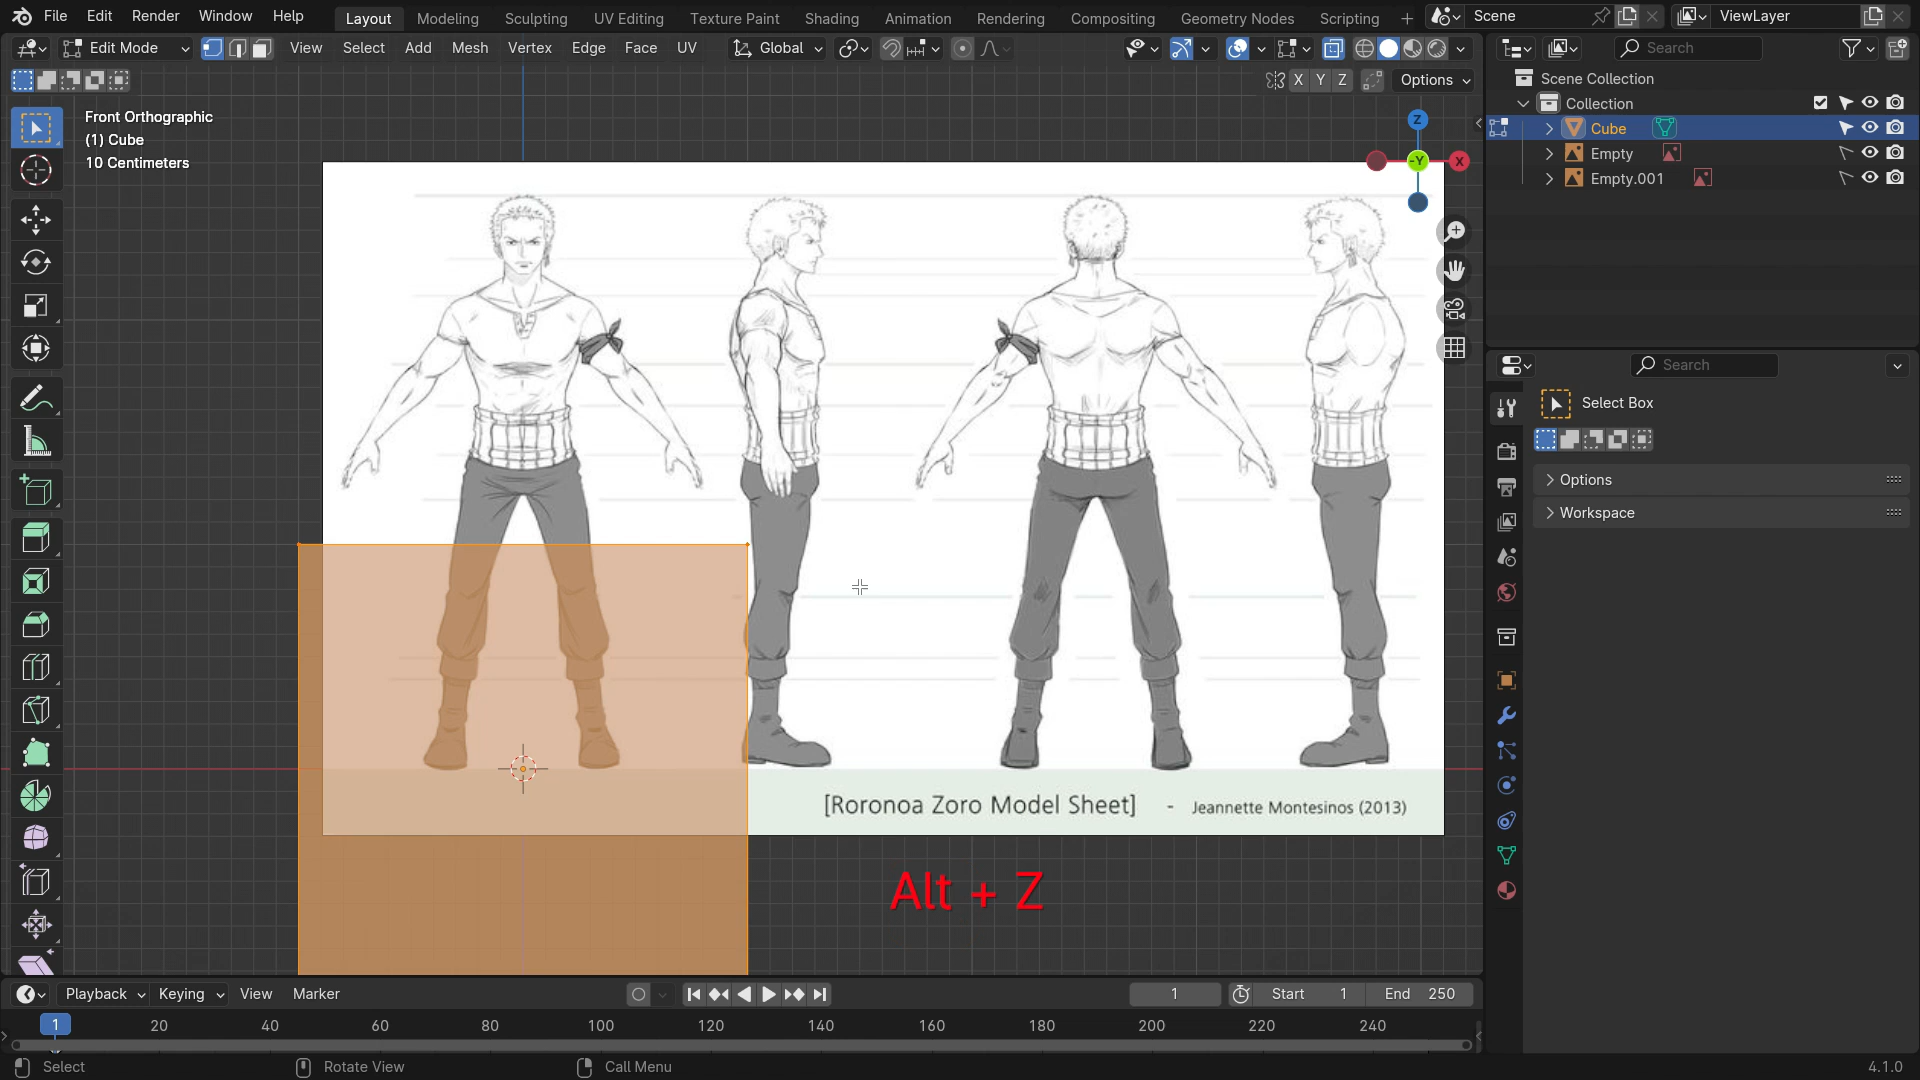 File Edit Render Window Help Layout Modeling Sculpting UV Editing Texture Paint Shading Animation Rendering Compositing Geometry Nodes Scripting + Scene ViewLayer
Edit Mode View Select Add Mesh Vertex Edge Face UV Global Search
X Y Z Options
Scene Collection
Collection
Cube
Empty
Empty.001
Front Orthographic
(1) Cube
10 Centimeters
Z
-Y
X
Search
Select Box
Options
Workspace
[Roronoa Zoro Model Sheet] - Jeannette Montesinos (2013)
Alt + Z
Playback Keying View Marker 1 Start 1 End 250
1 20 40 60 80 100 120 140 160 180 200 220 240
Select Rotate View Call Menu 4.1.0